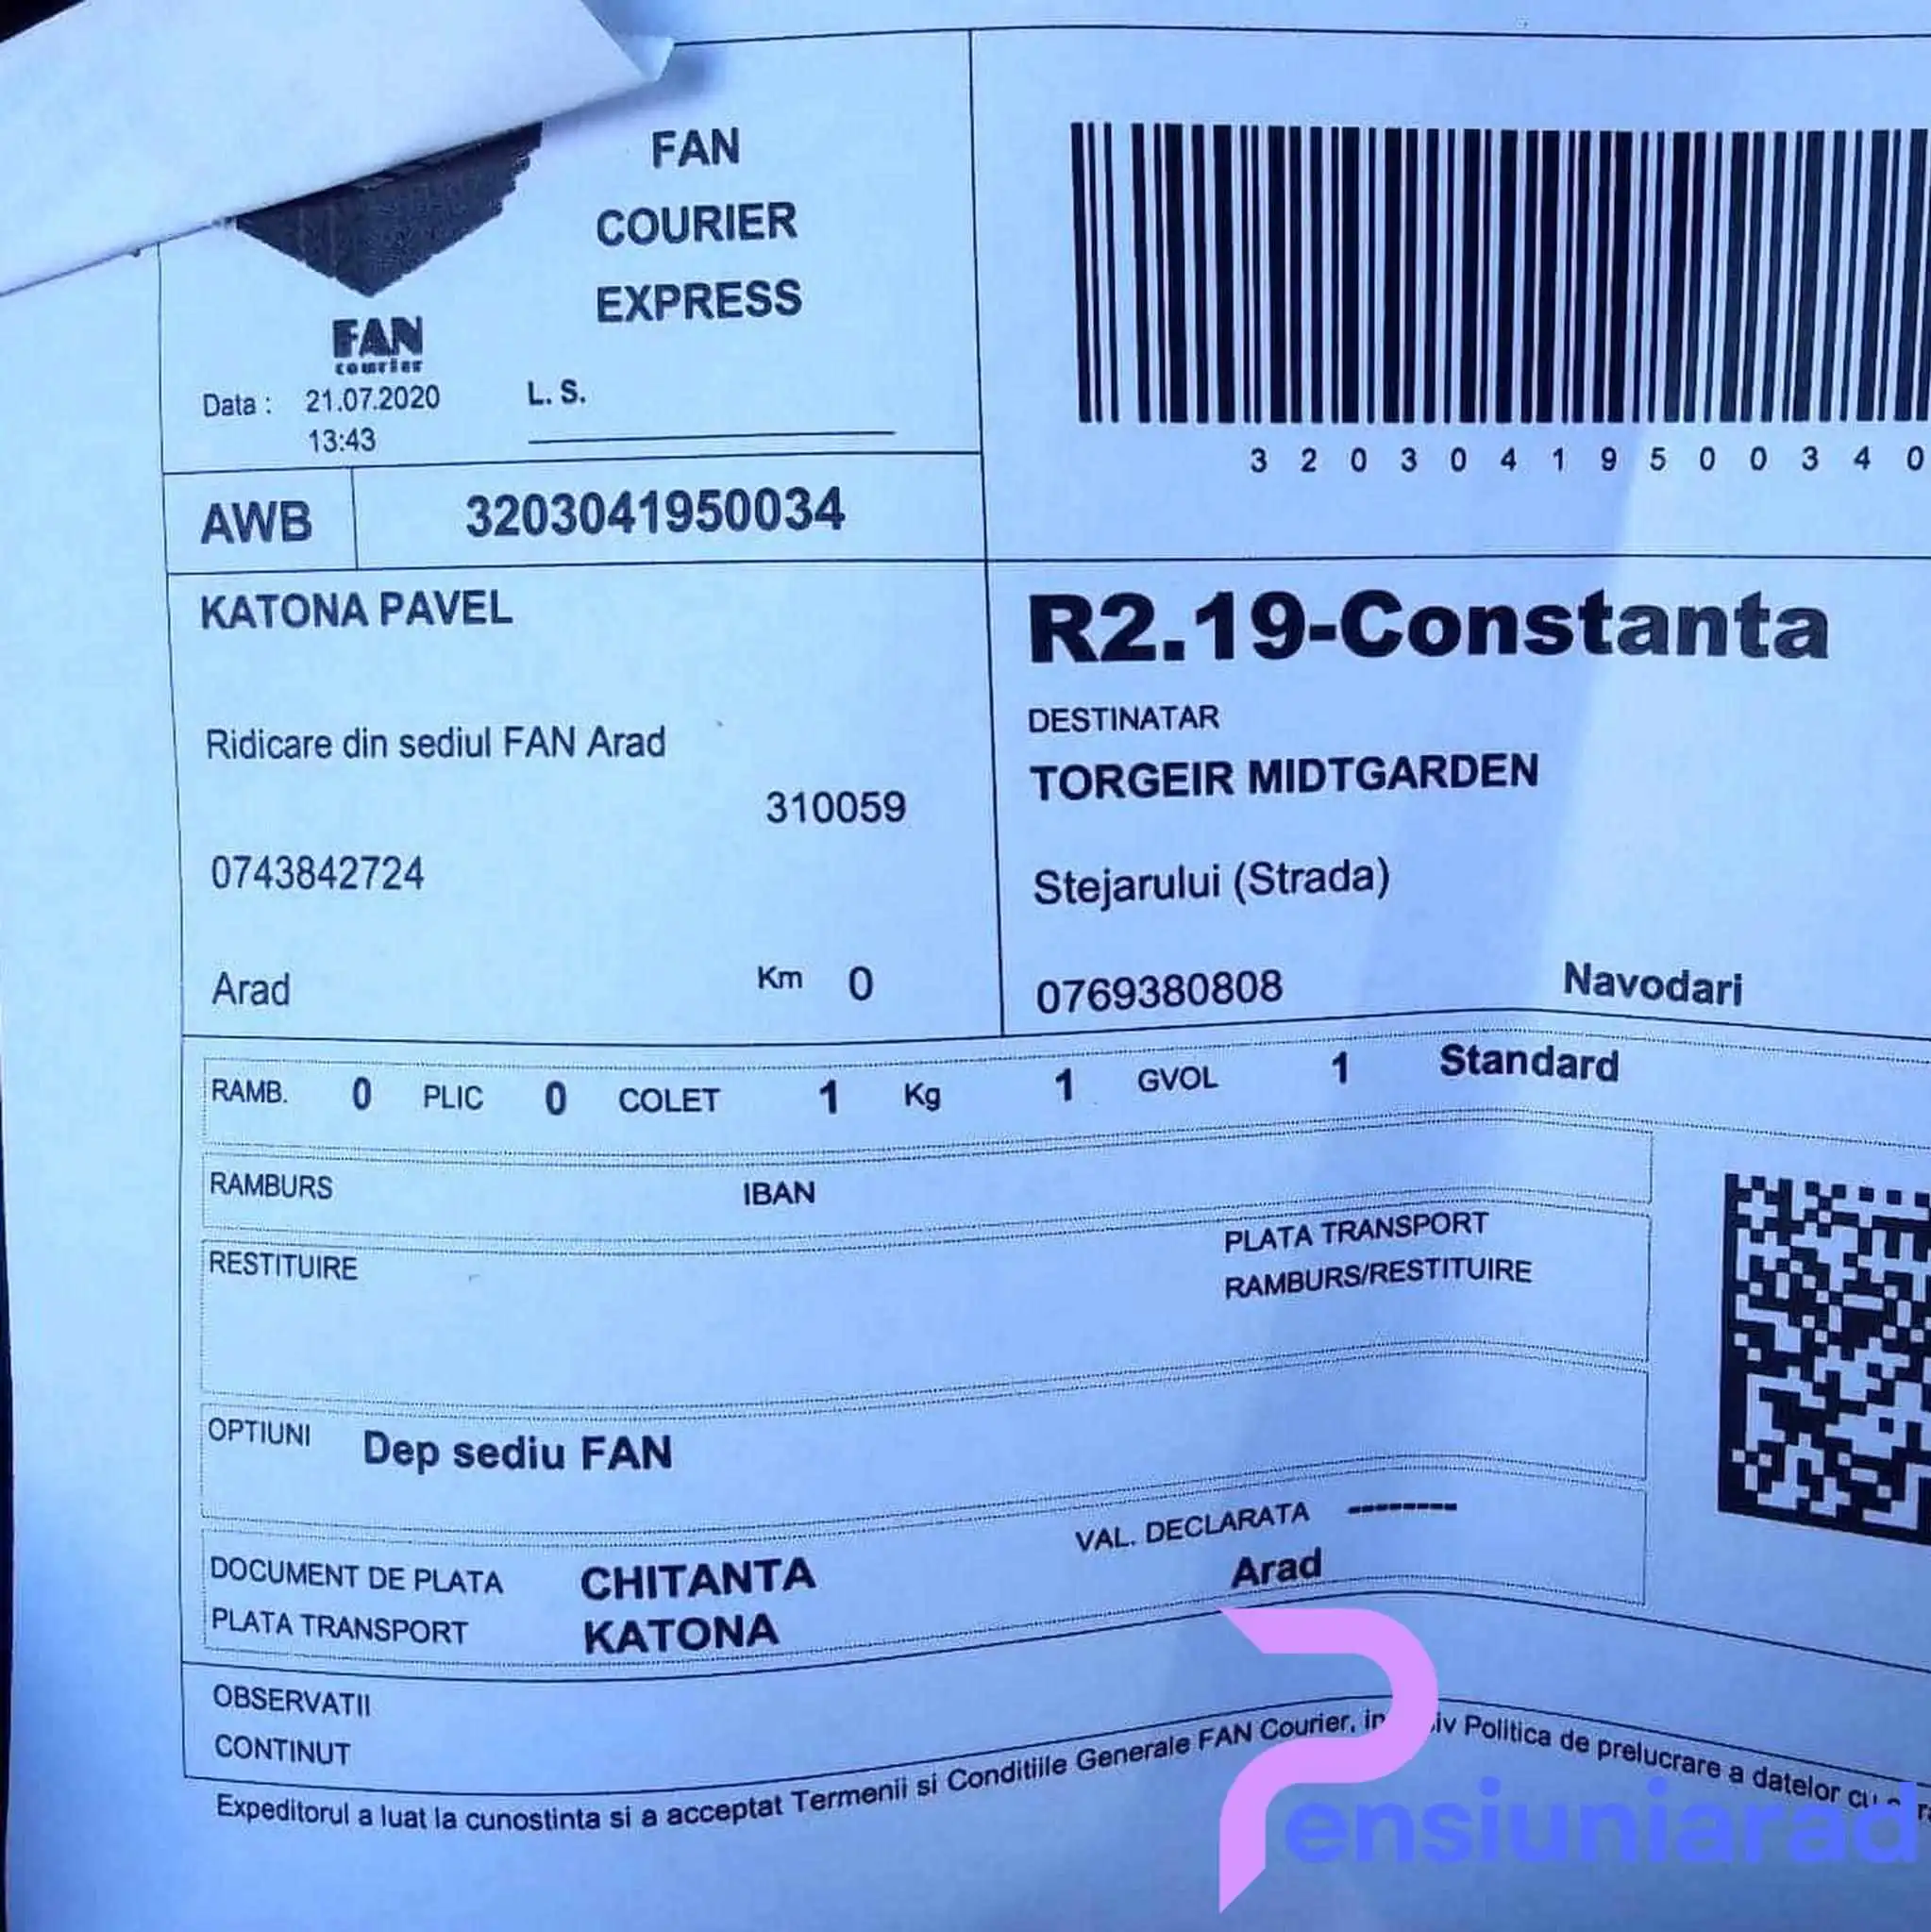 FAN
COURIER
EXPRESS
FAN
courier
Data : 21.07.2020
13:43
L. S.
3 2 0 3 0 4 1 9 5 0 0 3 4 0
AWB 3203041950034
KATONA PAVEL
Ridicare din sediul FAN Arad
310059
0743842724
Arad Km 0
R2.19-Constanta
DESTINATAR
TORGEIR MIDTGARDEN
Stejarului (Strada)
0769380808 Navodari
RAMB. 0 PLIC 0 COLET 1 Kg 1 GVOL 1 Standard
RAMBURS IBAN
RESTITUIRE
PLATA TRANSPORT
RAMBURS/RESTITUIRE
OPTIUNI Dep sediu FAN
VAL. DECLARATA --------
DOCUMENT DE PLATA CHITANTA Arad
PLATA TRANSPORT KATONA
OBSERVATII
CONTINUT
Expeditorul a luat la cunostinta si a acceptat Termenii si Conditiile Generale FAN Courier, Politica de prelucrare a datelor cu
Pensiuniarad